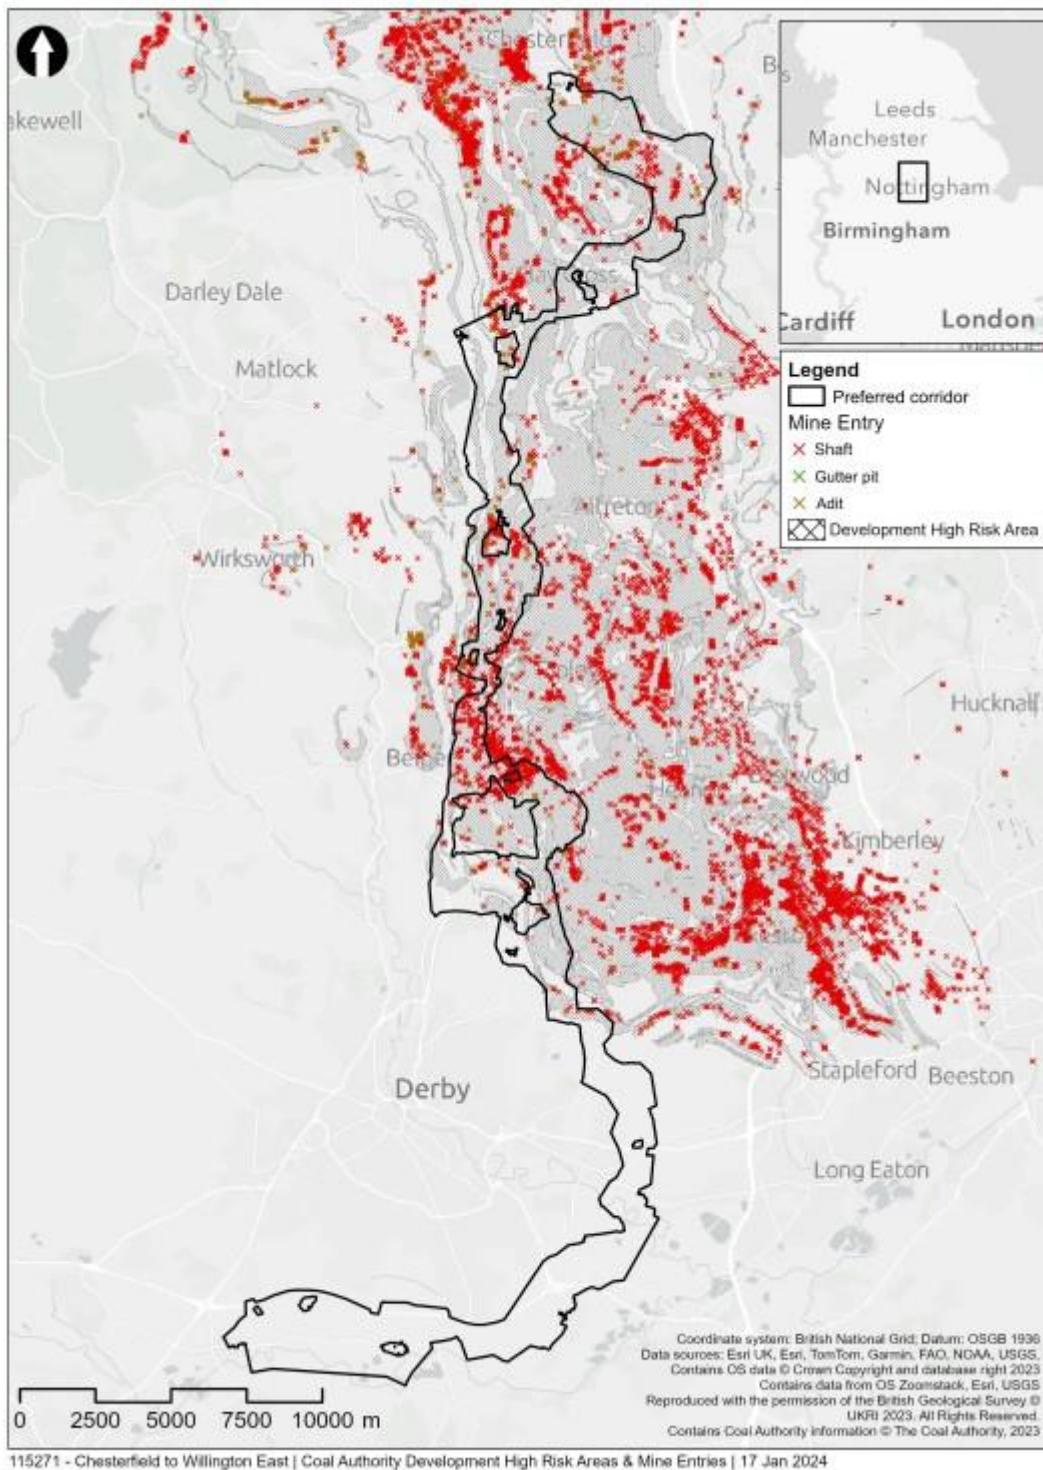 Chesterfield
Bakewell
Leeds
Manchester
Nottingham
Birmingham
Cardiff
London
Darley Dale
Matlock
Legend
Preferred corridor
Mine Entry
Shaft
Gutter pit
Adit
Development High Risk Area
Alfreton
Wirksworth
Hucknall
Kimberley
Derby
Stapleford
Beeston
Long Eaton
Coordinate system: British National Grid; Datum: OSGB 1936
Data sources: Esri UK, Esri, TomTom, Garmin, FAO, NOAA, USGS,
Contains OS data © Crown Copyright and database right 2023
Contains data from OS Zoomstack, Esri, USGS
Reproduced with the permission of the British Geological Survey ©
UKRI 2023. All Rights Reserved.
Contains Coal Authority information © The Coal Authority, 2023
0 2500 5000 7500 10000 m
115271 - Chesterfield to Willington East | Coal Authority Development High Risk Areas & Mine Entries | 17 Jan 2024